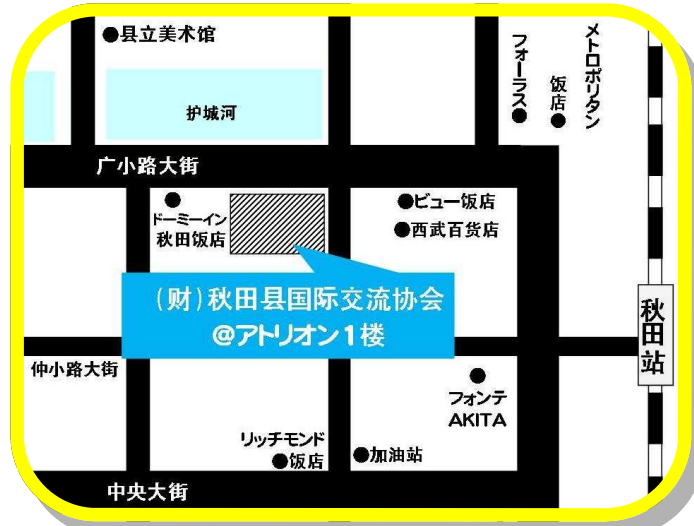 县立美术馆
护城河
フォーラス
饭店
メトロポリタン
广小路大街
ドーミーイン
秋田饭店
ビュー饭店
西武百货店
(财)秋田县国际交流协会
@アトリオン1楼
秋田站
仲小路大街
フォンテ
AKITA
リッチモンド
饭店
加油站
中央大街